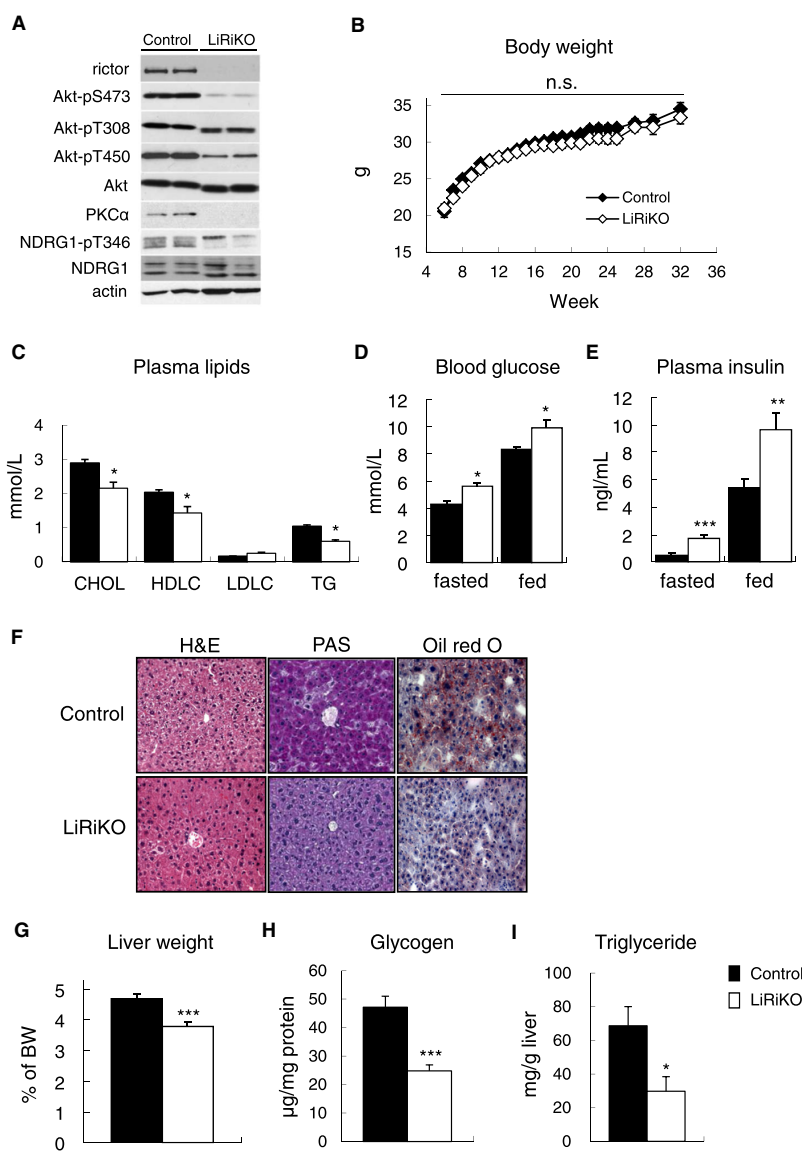 A
Control LiRiKO
rictor
Akt-pS473
Akt-pT308
Akt-pT450
Akt
PKCα
NDRG1-pT346
NDRG1
actin
B
Body weight
n.s.
35
30
25
20
15
g
Control
LiRiKO
4 8 12 16 20 24 28 32 36
Week
C
Plasma lipids
4
3
2
1
0
mmol/L
* * *
CHOL HDLC LDLC TG
D
Blood glucose
12
10
8
6
4
2
0
mmol/L
* *
fasted fed
E
Plasma insulin
12
10
8
6
4
2
0
ngl/mL
*** **
fasted fed
F
H&E PAS Oil red O
Control
LiRiKO
G
Liver weight
5
4
3
2
1
0
% of BW
***
H
Glycogen
60
50
40
30
20
10
0
µg/mg protein
***
I
Triglyceride
100
80
60
40
20
0
mg/g liver
*
Control
LiRiKO